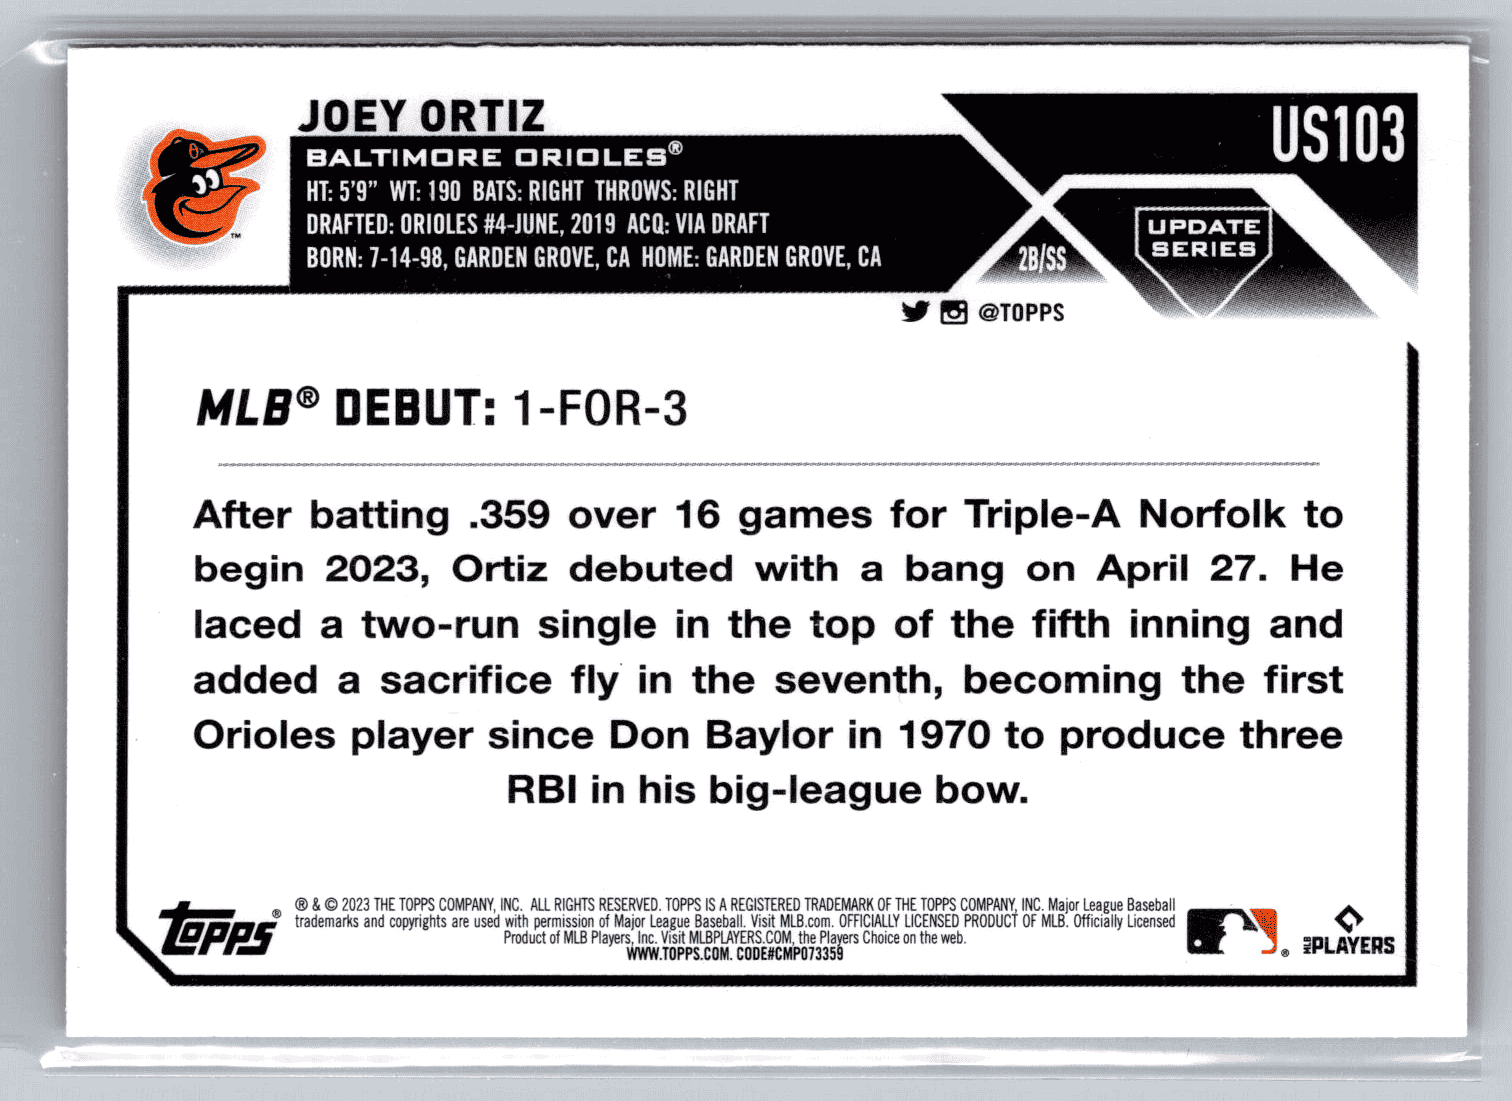 JOEY ORTIZ
BALTIMORE ORIOLES®
HT: 5'9" WT: 190 BATS: RIGHT THROWS: RIGHT
DRAFTED: ORIOLES #4-JUNE, 2019 ACQ: VIA DRAFT
BORN: 7-14-98, GARDEN GROVE, CA HOME: GARDEN GROVE, CA
™
US103
2B/SS
UPDATE
SERIES
@TOPPS
MLB® DEBUT: 1-FOR-3
After batting .359 over 16 games for Triple-A Norfolk to
begin 2023, Ortiz debuted with a bang on April 27. He
laced a two-run single in the top of the fifth inning and
added a sacrifice fly in the seventh, becoming the first
Orioles player since Don Baylor in 1970 to produce three
RBI in his big-league bow.
topps®
® & © 2023 THE TOPPS COMPANY, INC. ALL RIGHTS RESERVED. TOPPS IS A REGISTERED TRADEMARK OF THE TOPPS COMPANY, INC. Major League Baseball
trademarks and copyrights are used with permission of Major League Baseball. Visit MLB.com. OFFICIALLY LICENSED PRODUCT OF MLB. Officially Licensed
Product of MLB Players, Inc. Visit MLBPLAYERS.COM, the Players Choice on the web.
WWW.TOPPS.COM. CODE#CMP073359
®
MLB PLAYERS